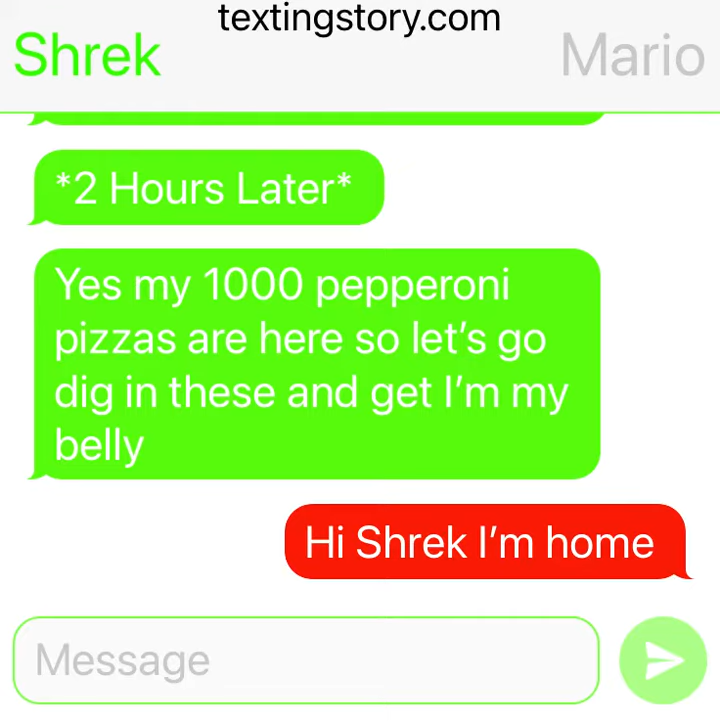 textingstory.com
Shrek
Mario
*2 Hours Later*
Yes my 1000 pepperoni
pizzas are here so let’s go
dig in these and get I’m my
belly
Hi Shrek I’m home
Message